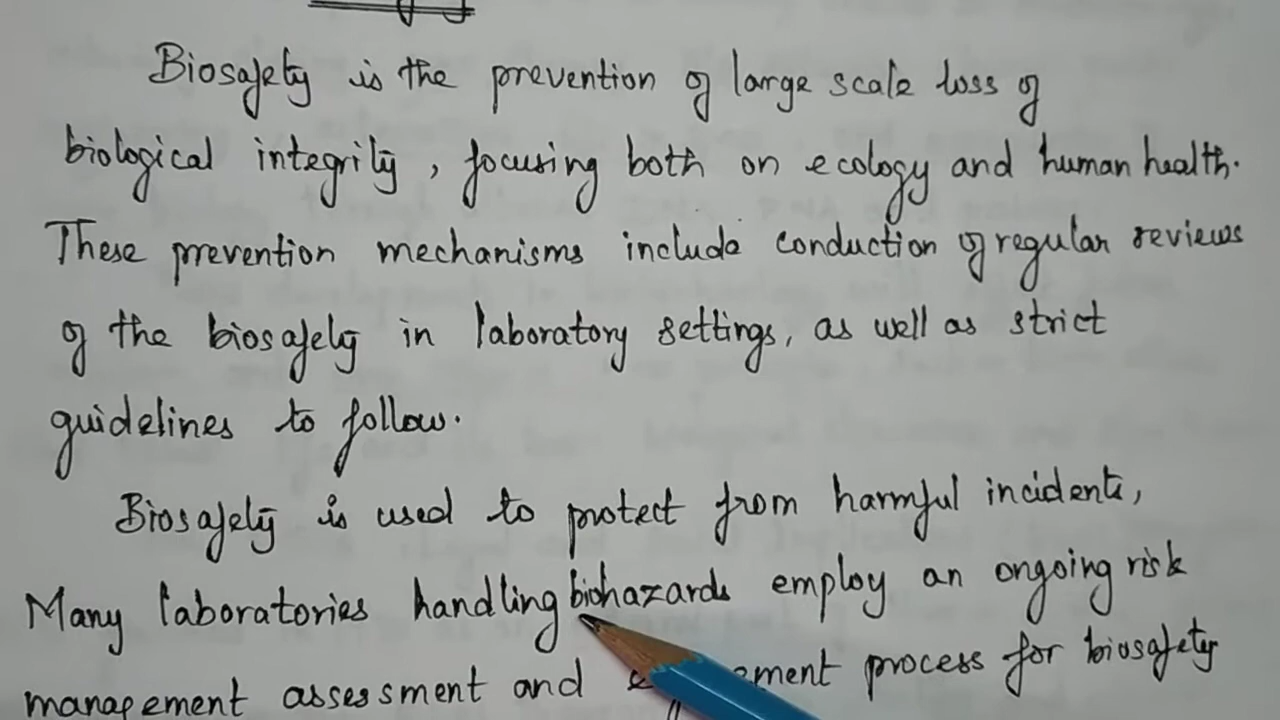 Biosafety is the prevention of large scale loss of
biological integrity, focusing both on ecology and human health.
These prevention mechanisms include conduction of regular reviews
of the biosafety in laboratory settings, as well as strict
guidelines to follow.
Biosafety is used to protect from harmful incidents,
Many laboratories handling biohazards employ an ongoing risk
management assessment and process for biosafety